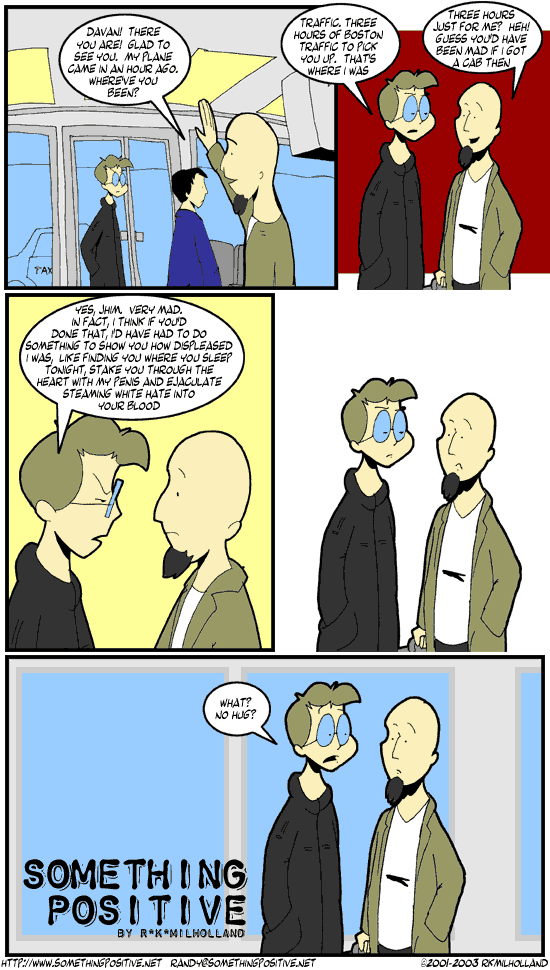 DAVAN! THERE
YOU ARE! GLAD TO
SEE YOU. MY PLANE
CAME IN AN HOUR AGO.
WHERE'VE YOU
BEEN?
TRAFFIC. THREE
HOURS OF BOSTON
TRAFFIC TO PICK
YOU UP. THAT'S
WHERE I WAS
THREE HOURS
JUST FOR ME? HEH!
GUESS YOU'D HAVE
BEEN MAD IF I GOT
A CAB THEN
TAX
YES, JHIM. VERY MAD.
IN FACT, I THINK IF YOU'D
DONE THAT, I'D HAVE HAD TO DO
SOMETHING TO SHOW YOU HOW DISPLEASED
I WAS, LIKE FINDING YOU WHERE YOU SLEEP
TONIGHT, STAKE YOU THROUGH THE
HEART WITH MY PENIS AND EJACULATE
STEAMING WHITE HATE INTO
YOUR BLOOD
WHAT?
NO HUG?
SOMETHING
POSITIVE
BY R*K*MILHOLLAND
HTTP://WWW.SOMETHINGPOSITIVE.NET RANDY@SOMETHINGPOSITIVE.NET ©2001-2003 RKMILHOLLAND